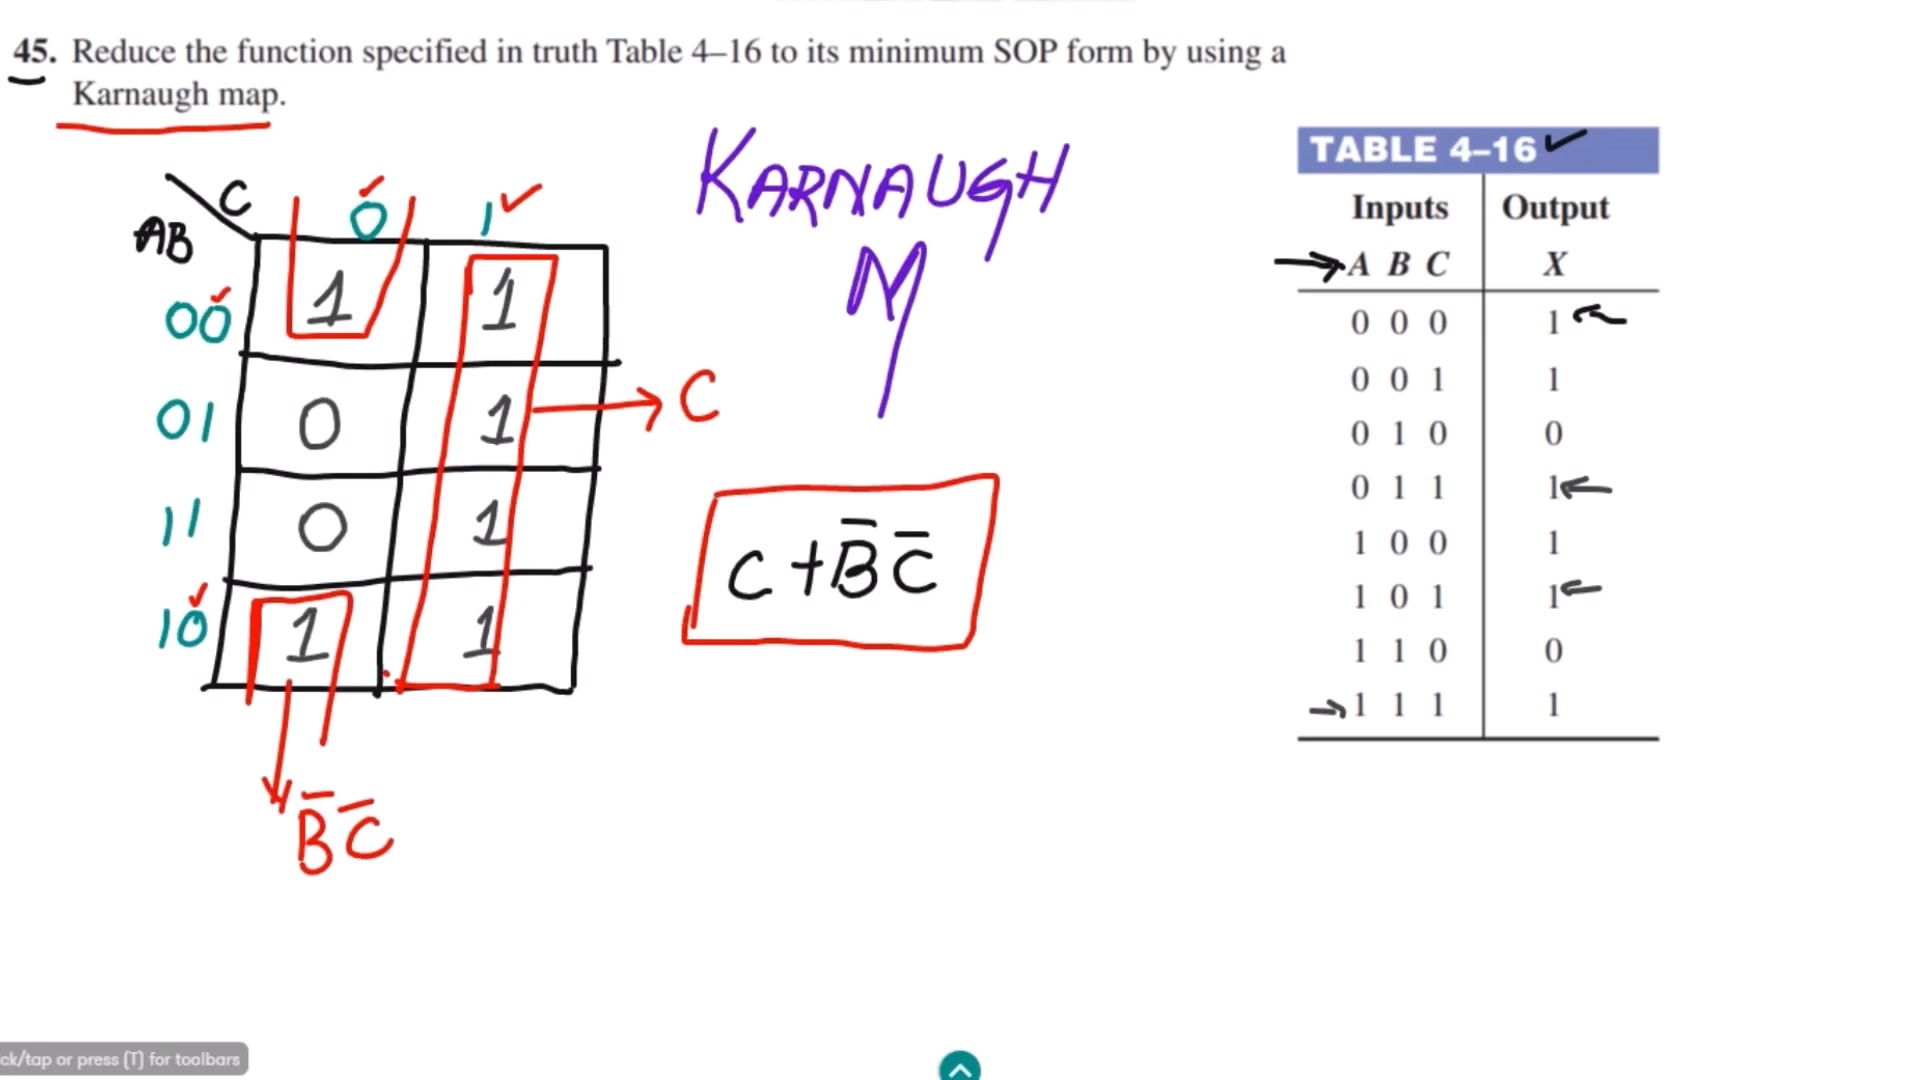 45. Reduce the function specified in truth Table 4–16 to its minimum SOP form by using a
Karnaugh map.
KARNAUGH
M
C
AB
0 1
00 1 1
01 0 1
11 0 1
10 1 1
C
B̅ C̅
C + B̅ C̅
TABLE 4–16
Inputs Output
A B C X
0 0 0 1
0 0 1 1
0 1 0 0
0 1 1 1
1 0 0 1
1 0 1 1
1 1 0 0
1 1 1 1
ck/tap or press (T) for toolbars